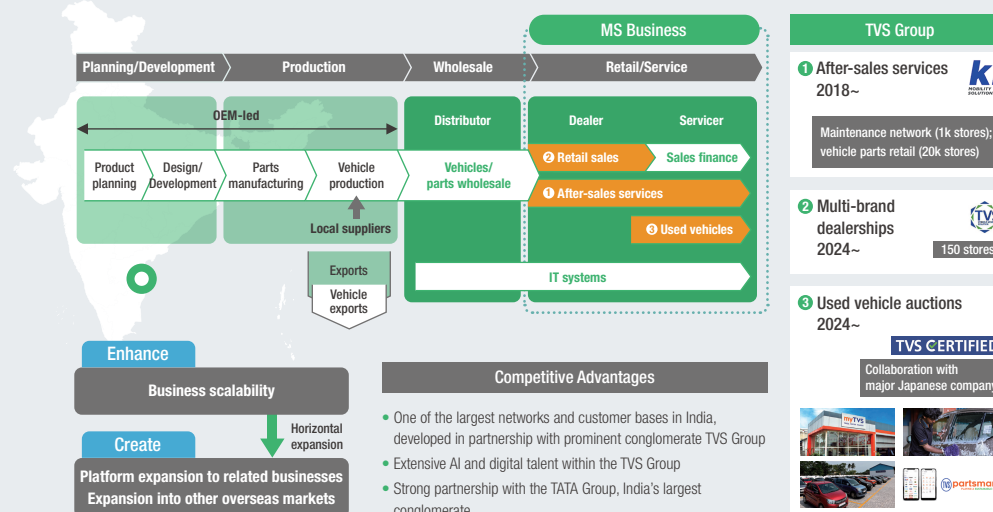 MS Business
Planning/Development
Production
Wholesale
Retail/Service
OEM-led
Distributor
Dealer
Servicer
Product
planning
Design/
Development
Parts
manufacturing
Vehicle
production
Vehicles/
parts wholesale
❷ Retail sales
Sales finance
❶ After-sales services
❸ Used vehicles
Local suppliers
IT systems
Exports
Vehicle
exports
Enhance
Business scalability
Horizontal
expansion
Create
Platform expansion to related businesses
Expansion into other overseas markets
Competitive Advantages
• One of the largest networks and customer bases in India,
developed in partnership with prominent conglomerate TVS Group
• Extensive AI and digital talent within the TVS Group
• Strong partnership with the TATA Group, India's largest
conglomerate
TVS Group
❶ After-sales services
2018~
MOBILITY
SOLUTION
Maintenance network (1k stores);
vehicle parts retail (20k stores)
❷ Multi-brand
dealerships
2024~
TVS
150 stores
❸ Used vehicle auctions
2024~
TVS CERTIFIED
Collaboration with
major Japanese company
myTVS
partsmar